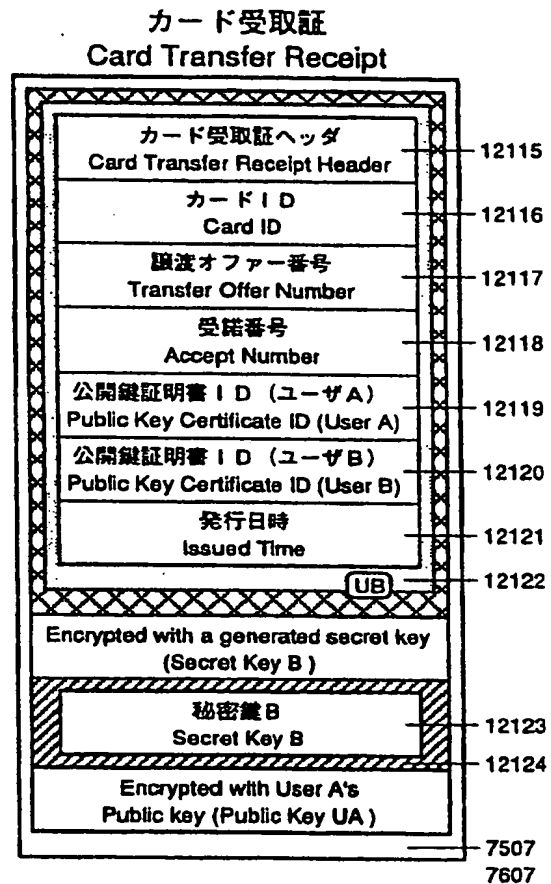 カード受取証
Card Transfer Receipt
カード受取証ヘッダ
Card Transfer Receipt Header
12115
カードID
Card ID
12116
譲渡オファー番号
Transfer Offer Number
12117
受諾番号
Accept Number
12118
公開鍵証明書ID(ユーザA)
Public Key Certificate ID (User A)
12119
公開鍵証明書ID(ユーザB)
Public Key Certificate ID (User B)
12120
発行日時
Issued Time
12121
UB
12122
Encrypted with a generated secret key
(Secret Key B )
秘密鍵B
Secret Key B
12123
12124
Encrypted with User A's
Public key (Public Key UA )
7507
7607